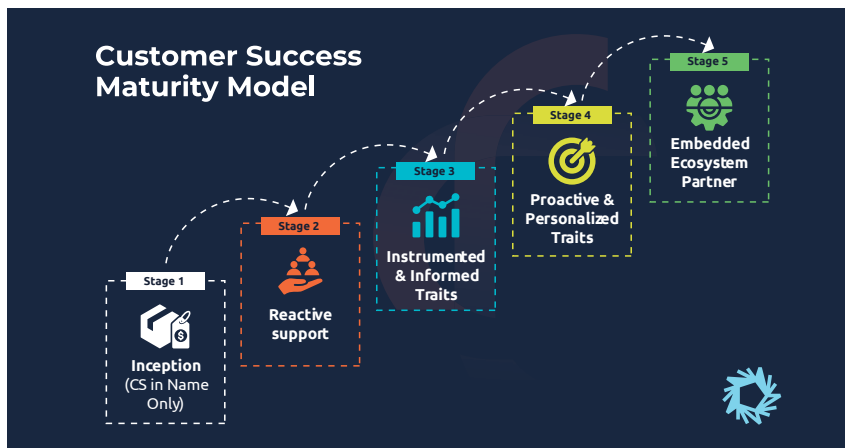 Customer Success
Maturity Model
Stage 1
Inception
(CS in Name
Only)
Stage 2
Reactive
support
Stage 3
Instrumented
& Informed
Traits
Stage 4
Proactive &
Personalized
Traits
Stage 5
Embedded
Ecosystem
Partner
$